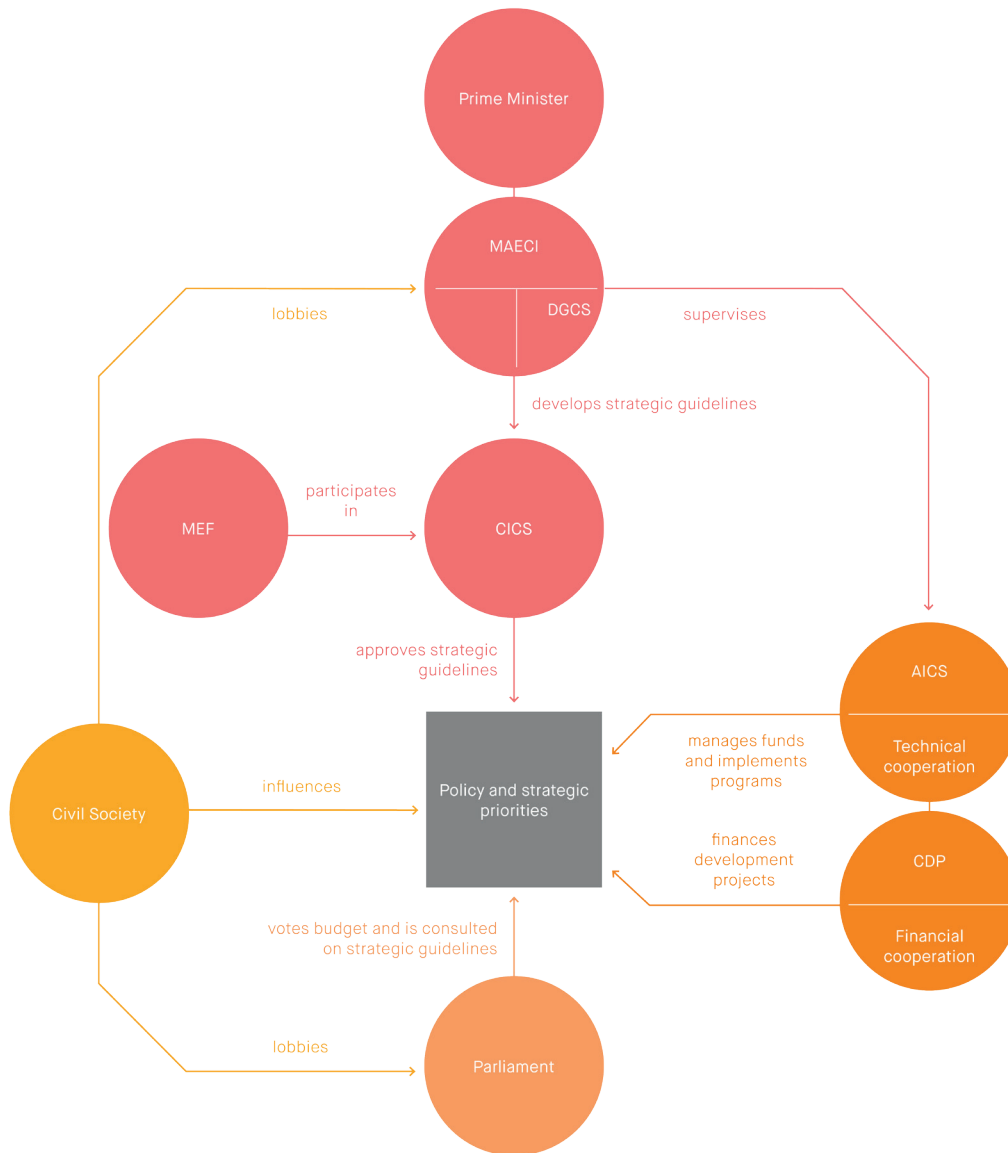 Prime Minister
MAECI
DGCS
lobbies
supervises
develops strategic guidelines
participates
in
MEF
CICS
approves strategic
guidelines
AICS
Technical
cooperation
manages funds
and implements
programs
influences
Policy and strategic
priorities
Civil Society
finances
development
projects
CDP
Financial
cooperation
votes budget and is consulted
on strategic guidelines
lobbies
Parliament